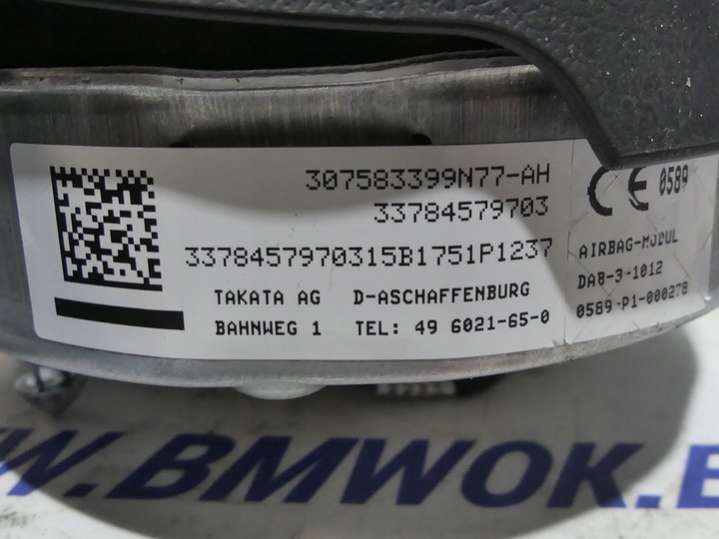 307583399N77-AH
33784579703
3378457970315B1751P1237
TAKATA AG D-ASCHAFFENBURG
BAHNWEG 1 TEL: 49 6021-65-0
CE 0589
AIRBAG-MODUL
DA8-3-1012
0589-P1-000278
W.BMWOK.B